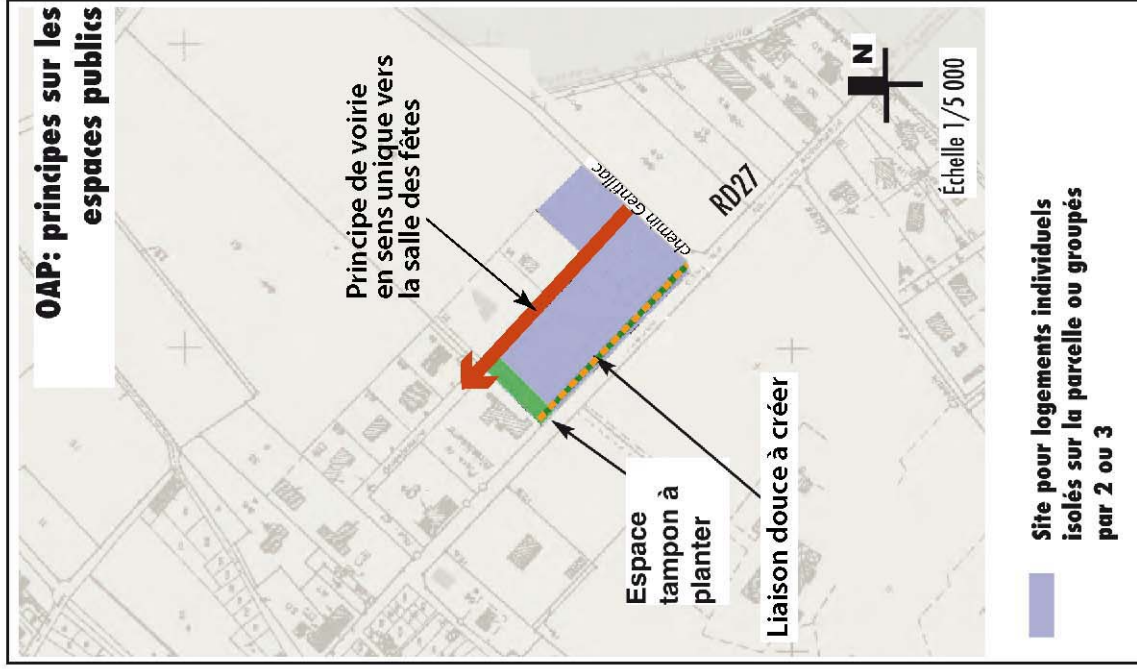 OAP: principes sur les
espaces publics
Principe de voirie
en sens unique vers
la salle des fêtes
chemin Gentillac
RD27
N
Échelle 1/5 000
Espace
tampon à
planter
Liaison douce à créer
Site pour logements individuels
isolés sur la parcelle ou groupés
par 2 ou 3